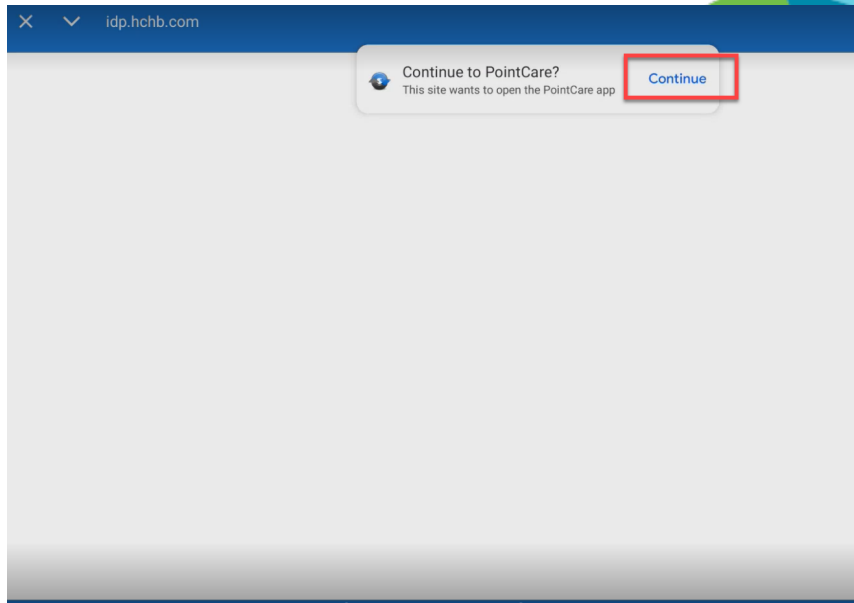 idp.hchb.com
Continue to PointCare?
This site wants to open the PointCare app
Continue